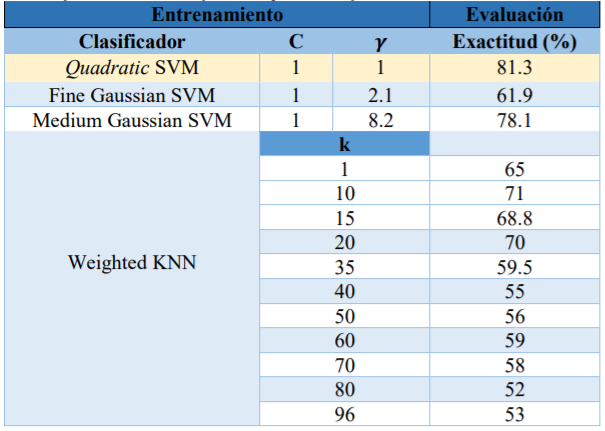 Entrenamiento Evaluación
Clasificador C γ Exactitud (%)
Quadratic SVM 1 1 81.3
Fine Gaussian SVM 1 2.1 61.9
Medium Gaussian SVM 1 8.2 78.1
k
1 65
10 71
15 68.8
20 70
Weighted KNN 35 59.5
40 55
50 56
60 59
70 58
80 52
96 53